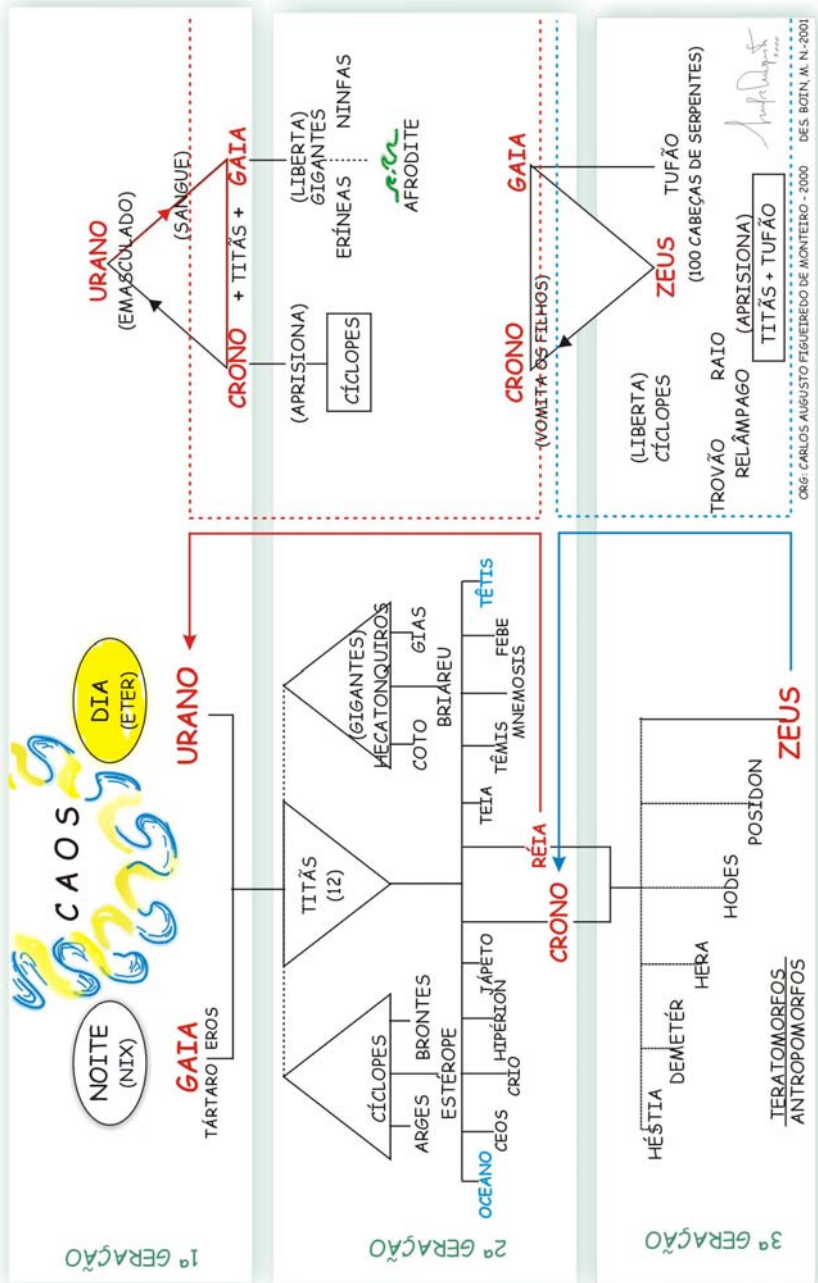 1ª GERAÇÃO
CAOS
NOITE
(NIX)
DIA
(ETER)
GAIA
TÁRTARO
EROS
URANO
URANO
(EMASCULADO)
(SANGUE)
CRONO
+ TITÃS +
GAIA
2ª GERAÇÃO
CÍCLOPES
ARGES
BRONTES
ESTÉROPE
TITÃS
(12)
(GIGANTES)
HECATONQUIROS
COTO
GIAS
BRIAREU
OCEANO
CEOS
CRIO
HIPÉRION
JÁPETO
CRONO
RÉIA
TEIA
TÊMIS
MNEMOSIS
FEBE
TÊTIS
(APRISIONA)
CÍCLOPES
(LIBERTA)
GIGANTES
ERÍNEAS
NINFAS
AFRODITE
CRONO
GAIA
(VOMITA OS FILHOS)
3ª GERAÇÃO
HÉSTIA
DEMETÉR
HERA
HODES
POSIDON
ZEUS
TERATOMORFOS
ANTROPOMORFOS
ZEUS
TUFÃO
(100 CABEÇAS DE SERPENTES)
(LIBERTA)
CÍCLOPES
TROVÃO
RAIO
RELÂMPAGO
(APRISIONA)
TITÃS + TUFÃO
ORG: CARLOS AUGUSTO FIGUEIREDO DE MONTEIRO - 2000
DES. BOIN, M. N.-2001